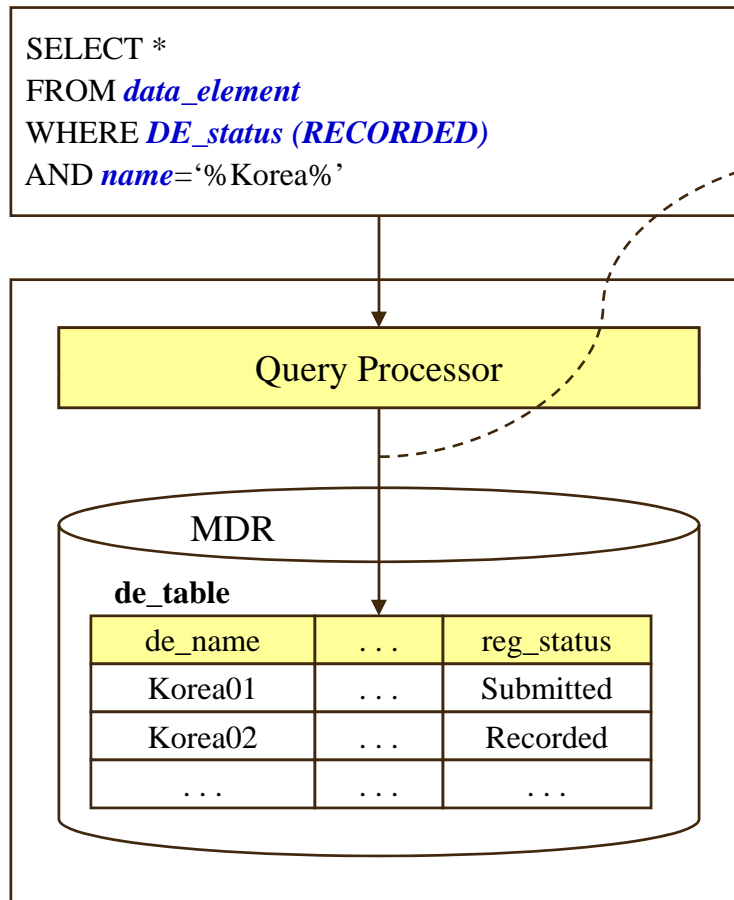 SELECT *
FROM data_element
WHERE DE_status (RECORDED)
AND name=‘%Korea%’
Query Processor
MDR
de_table
de_name . . . reg_status
Korea01 . . . Submitted
Korea02 . . . Recorded
. . . . . . . . .